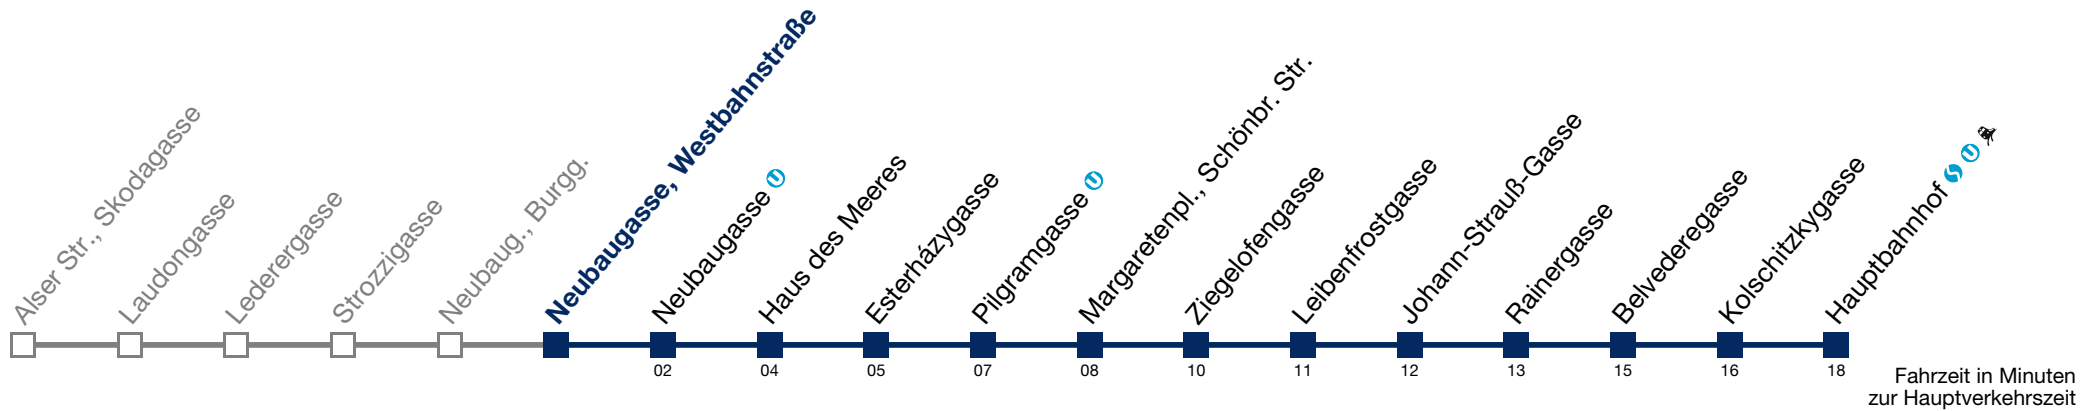 Alser Str., Skodagasse
Laudongasse
Lederergasse
Strozzigasse
Neubaug., Burgg.
Neubaugasse, Westbahnstraße
Neubaugasse U
Haus des Meeres
Esterházygasse
Pilgramgasse U
Margaretenpl., Schönbr. Str.
Ziegelofengasse
Leibenfrostgasse
Johann-Strauß-Gasse
Rainergasse
Belvederegasse
Kolschitzkygasse
Hauptbahnhof S U
02 04 05 07 08 10 11 12 13 15 16 18
Fahrzeit in Minuten
zur Hauptverkehrszeit